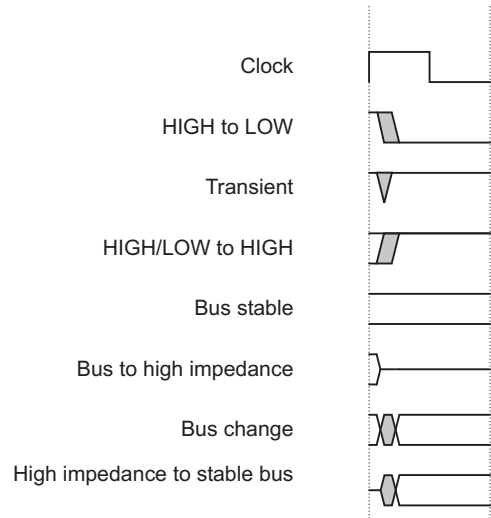 Clock
HIGH to LOW
Transient
HIGH/LOW to HIGH
Bus stable
Bus to high impedance
Bus change
High impedance to stable bus